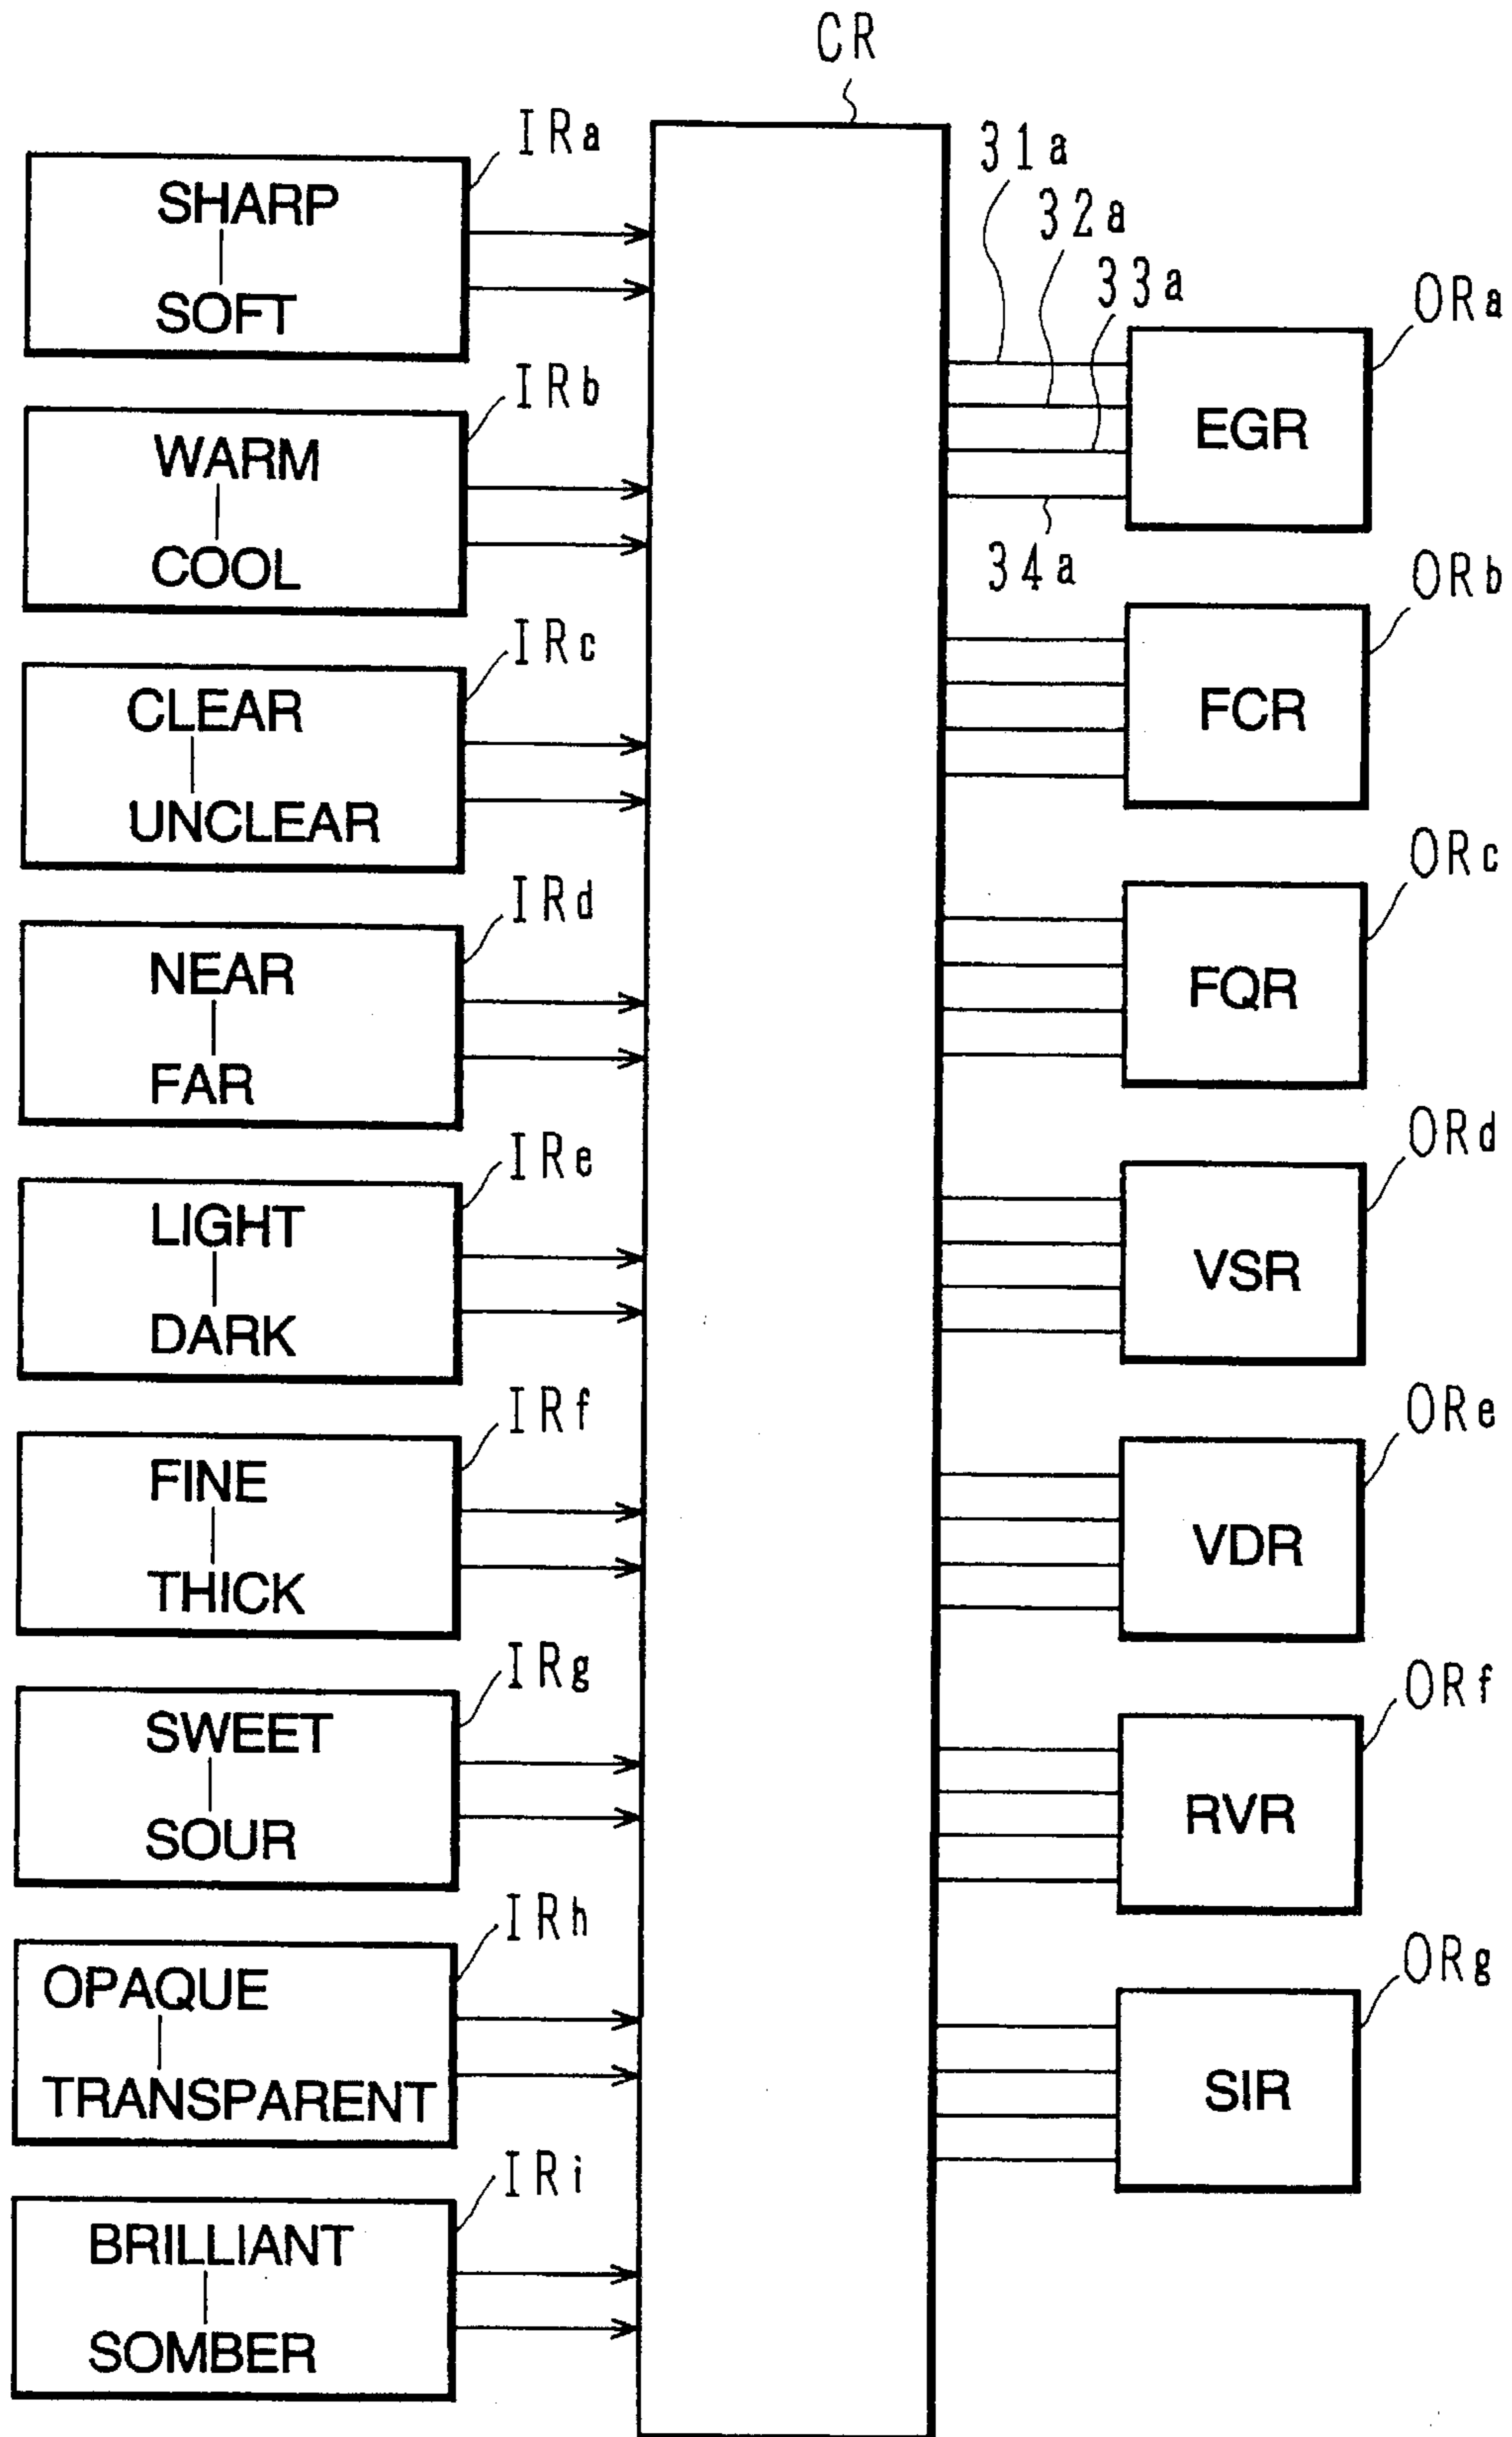 CR
IRa
SHARP
SOFT
IRb
WARM
COOL
IRc
CLEAR
UNCLEAR
IRd
NEAR
FAR
IRe
LIGHT
DARK
IRf
FINE
THICK
IRg
SWEET
SOUR
IRh
OPAQUE
TRANSPARENT
IRi
BRILLIANT
SOMBER
31a
32a
33a
34a
ORa
EGR
ORb
FCR
ORc
FQR
ORd
VSR
ORe
VDR
ORf
RVR
ORg
SIR